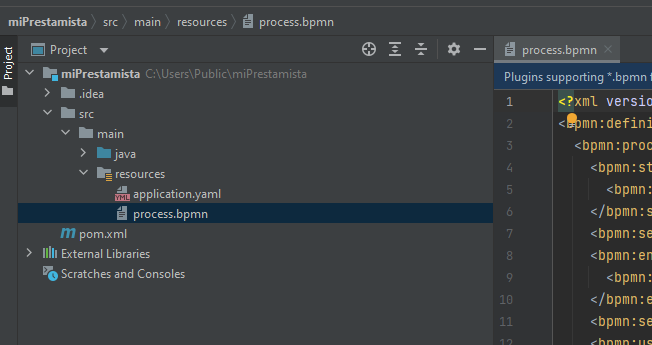 miPrestamista > src > main > resources > process.bpmn
Project
Project
miPrestamista C:\Users\Public\miPrestamista
.idea
src
main
java
resources
YML application.yaml
process.bpmn
m pom.xml
External Libraries
Scratches and Consoles
process.bpmn
Plugins supporting *.bpmn f
1 <?xml versio
2 <bpmn:defini
3 <bpmn:proc
4 <bpmn:st
5 <bpmn:
6 </bpmn:s
7 <bpmn:se
8 <bpmn:en
9 <bpmn:
10 </bpmn:e
11 <bpmn:se
12 <bpmn:us